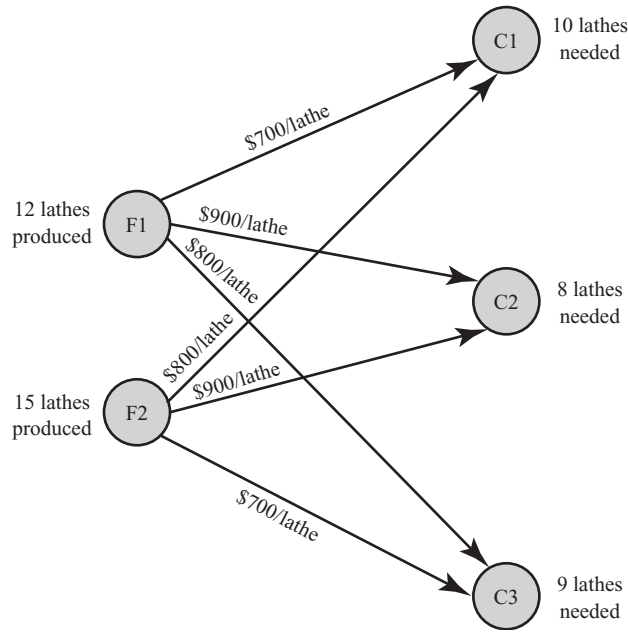 C1
10 lathes
needed
$700/lathe
12 lathes
produced
F1
$900/lathe
$800/lathe
C2
8 lathes
needed
$800/lathe
$900/lathe
15 lathes
produced
F2
$700/lathe
C3
9 lathes
needed